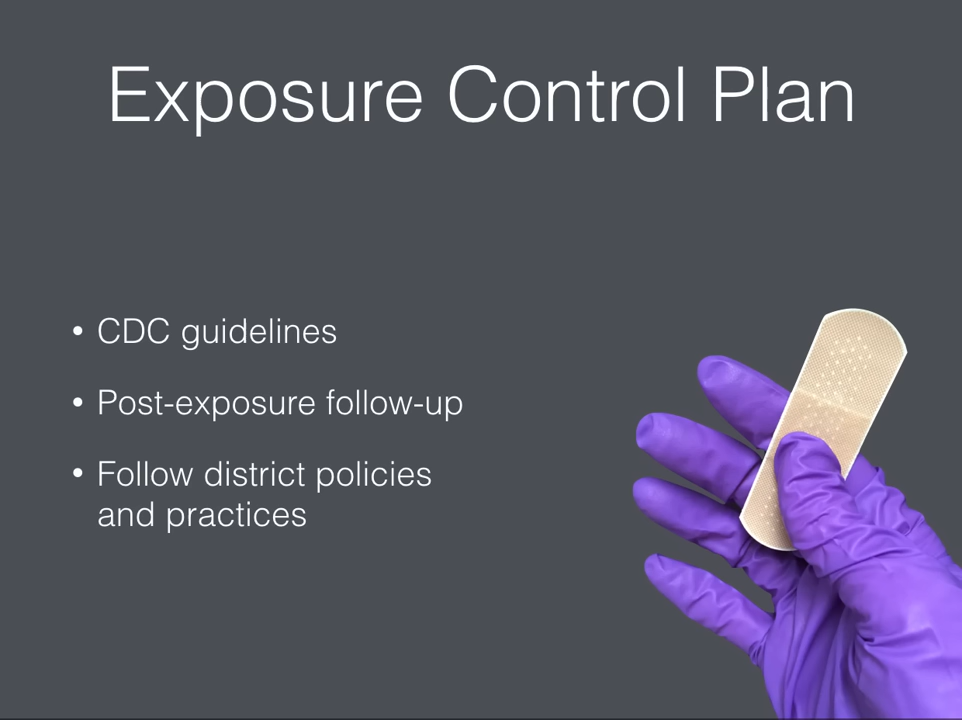 Exposure Control Plan
• CDC guidelines
• Post-exposure follow-up
• Follow district policies
and practices